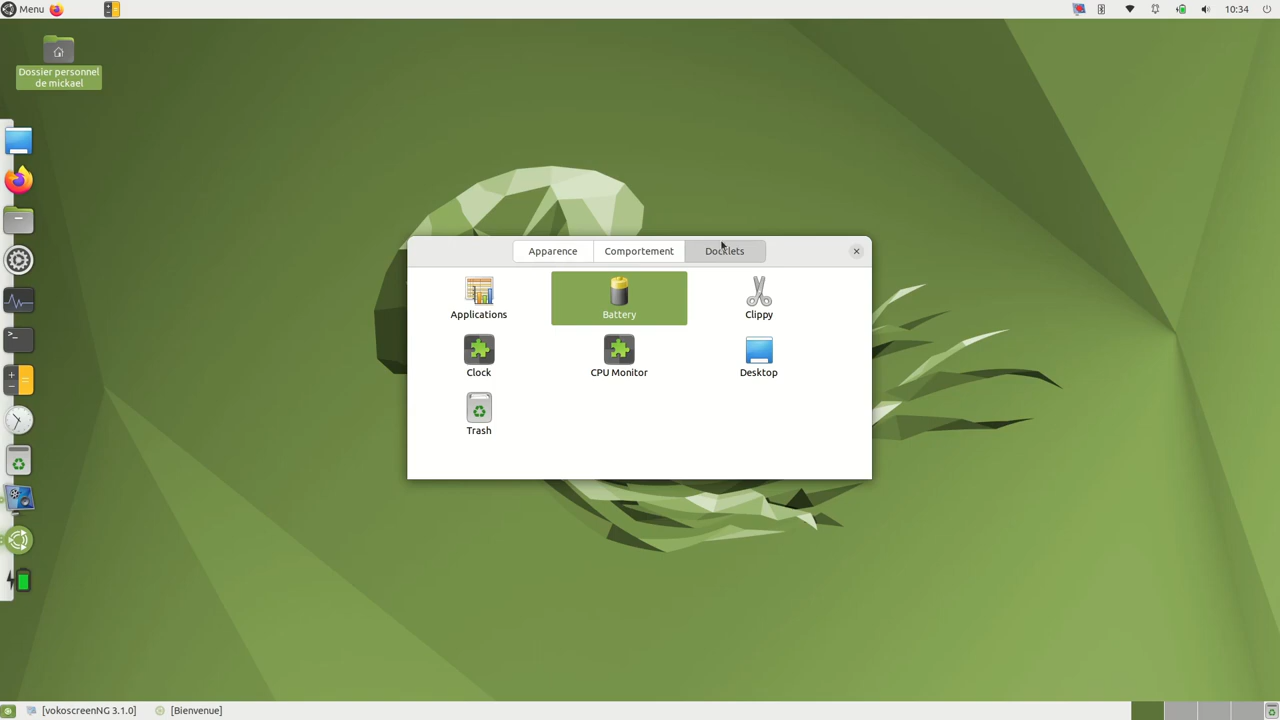 Menu
10:34
Dossier personnel
de mickael
Apparence
Comportement
Docklets
Applications
Battery
Clippy
Clock
CPU Monitor
Desktop
Trash
[vokoscreenNG 3.1.0]
[Bienvenue]